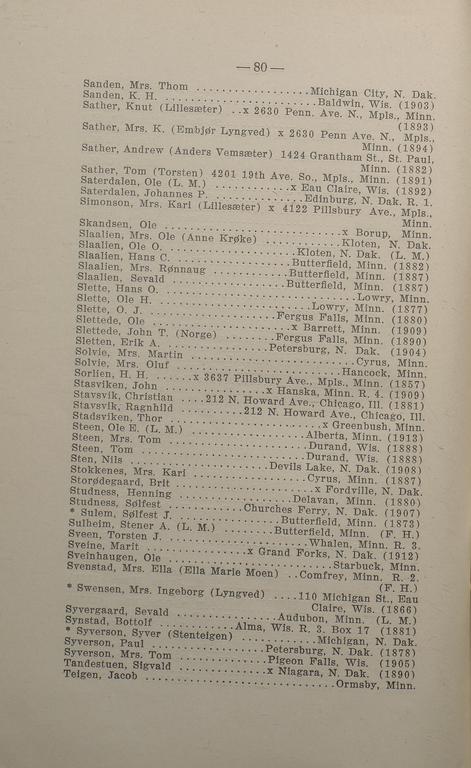 — 80 —
Sanden, Mrs. Thom ..................Michigan City, N. Dak.
Sanden, K. H. ........................Baldwin, Wis. (1903)
Sather, Knut (Lillesæter) ..x 2630 Penn. Ave. N., Mpls., Minn.
(1893)
Sather, Mrs. K. (Embjør Lyngved) x 2630 Penn Ave. N., Mpls.,
Minn. (1894)
Sather, Andrew (Anders Vemsæter) 1424 Grantham St., St. Paul,
Minn. (1882)
Sather, Tom (Torsten) 4201 19th Ave. So., Mpls., Minn. (1891)
Saterdalen, Ole (L. M.) .............x Eau Claire, Wis. (1892)
Saterdalen, Johannes P. ..............Edinburg, N. Dak. R. 1.
Simonson, Mrs. Kari (Lillesæter) x 4122 Pillsbury Ave., Mpls.,
Minn.
Skandsen, Ole ...........................x Borup, Minn.
Slaalien, Mrs. Ole (Anne Krøke) ............Kloten, N. Dak.
Slaalien, Ole O. .....................Kloten, N. Dak. (L. M.)
Slaalien, Hans C. ..................Butterfield, Minn. (1882)
Slaalien, Mrs. Rønnaug .............Butterfield, Minn. (1887)
Slaalien, Sevald ...................Butterfield, Minn. (1887)
Slette, Hans O. ..............................Lowry, Minn.
Slette, Ole H. .......................Lowry, Minn. (1877)
Slette, O. J. ....................Fergus Falls, Minn. (1880)
Slettede, Ole ......................x Barrett, Minn. (1909)
Slettede, John T. (Norge) ........Fergus Falls, Minn. (1890)
Sletten, Erik A. ................Petersburg, N. Dak. (1904)
Solvie, Mrs. Martin ..........................Cyrus, Minn.
Solvie, Mrs. Oluf ..........................Hancock, Minn.
Sorlien, H. H. ......x 3637 Pillsbury Ave., Mpls., Minn. (1857)
Stasviken, John ..................x Hanska, Minn. R. 4. (1909)
Stavsvik, Christian ....212 N. Howard Ave., Chicago, Ill. (1881)
Stavsvik, Ragnhild ............212 N. Howard Ave., Chicago, Ill.
Stadsviken, Thor ......................x Greenbush, Minn.
Steen, Ole E. (L. M.) ..................Alberta, Minn. (1913)
Steen, Mrs. Tom ........................Durand, Wis. (1888)
Steen, Tom .............................Durand, Wis. (1888)
Sten, Nils ......................Devils Lake, N. Dak. (1908)
Stokkenes, Mrs. Kari ....................Cyrus, Minn. (1887)
Storødegaard, Brit ......................x Fordville, N. Dak.
Studness, Henning .....................Delavan, Minn. (1880)
Studness, Sølfest ............Churches Ferry, N. Dak. (1907)
* Sulem, Sølfest J. .................Butterfield, Minn. (1873)
Sulheim, Stener A. (L. M.) ........Butterfield, Minn. (F. H.)
Sveen, Torsten J. .......................Whalen, Minn. R. 3.
Sveine, Marit ..................x Grand Forks, N. Dak. (1912)
Sveinhaugen, Ole .........................Starbuck, Minn.
Svenstad, Mrs. Ella (Ella Marie Moen) ..Comfrey, Minn. R. 2.
(F. H.)
* Swensen, Mrs. Ingeborg (Lyngved) ....110 Michigan St., Eau
Claire, Wis. (1866)
Syvergaard, Sevald ................Audubon, Minn. (L. M.)
Synstad, Bottolf ............Alma, Wis. R. 3. Box 17 (1881)
* Syverson, Syver (Stenteigen) ..............Michigan, N. Dak.
Syverson, Paul .................Petersburg, N. Dak. (1878)
Syverson, Mrs. Tom ..............Pigeon Falls, Wis. (1905)
Tandestuen, Sigvald ..............x Niagara, N. Dak. (1890)
Teigen, Jacob ..............................Ormsby, Minn.